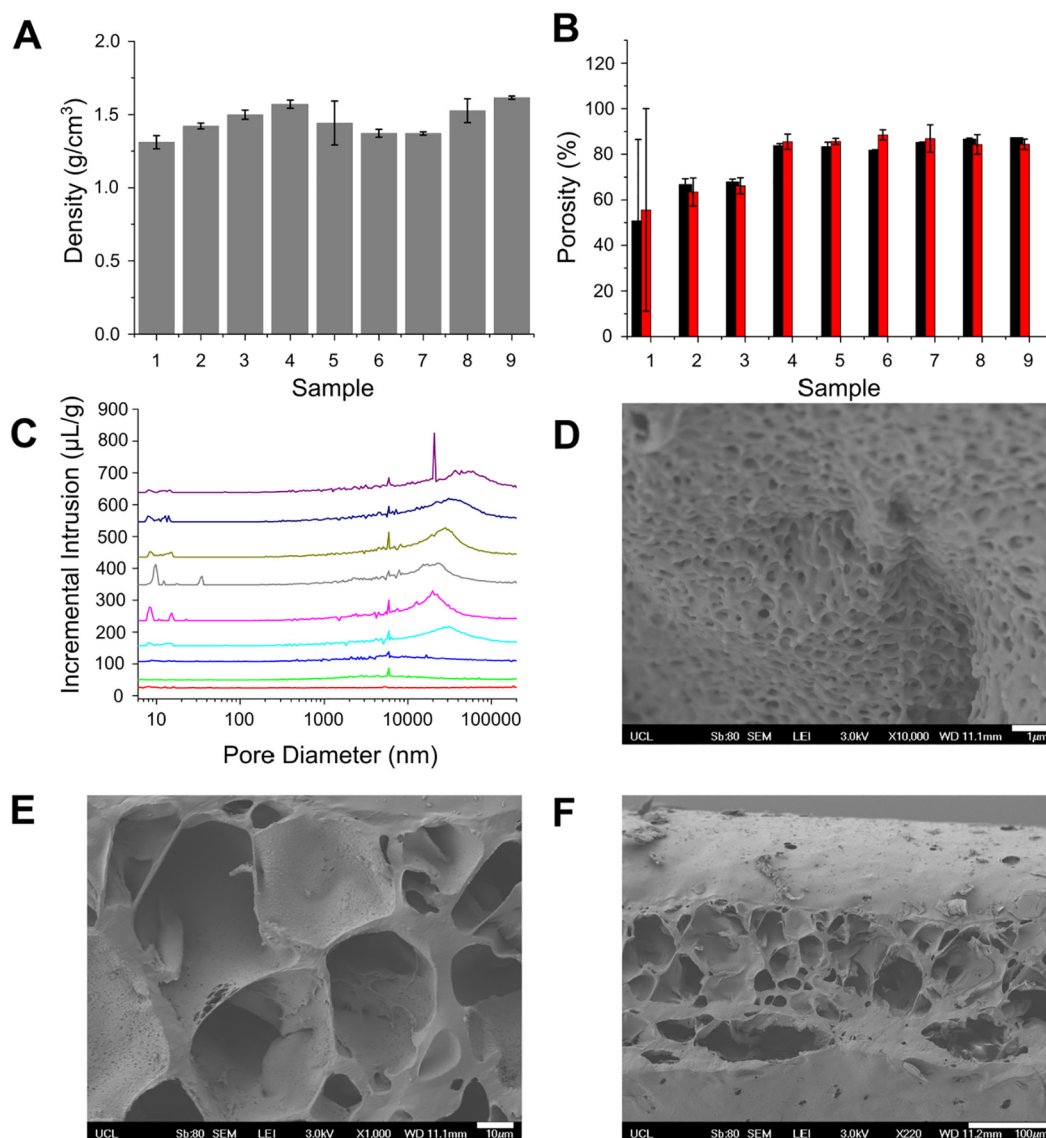 A
Density (g/cm³)
2.0
1.5
1.0
0.5
0.0
1 2 3 4 5 6 7 8 9
Sample
B
Porosity (%)
120
100
80
60
40
20
0
1 2 3 4 5 6 7 8 9
Sample
C
Incremental Intrusion (µL/g)
900
800
700
600
500
400
300
200
100
0
10 100 1000 10000 100000
Pore Diameter (nm)
D
UCL Sb:80 SEM LEI 3.0kV X10,000 WD 11.1mm 1µm
E
UCL Sb:80 SEM LEI 3.0kV X1,000 WD 11.1mm 10µm
F
UCL Sb:80 SEM LEI 3.0kV X220 WD 11.2mm 100µm